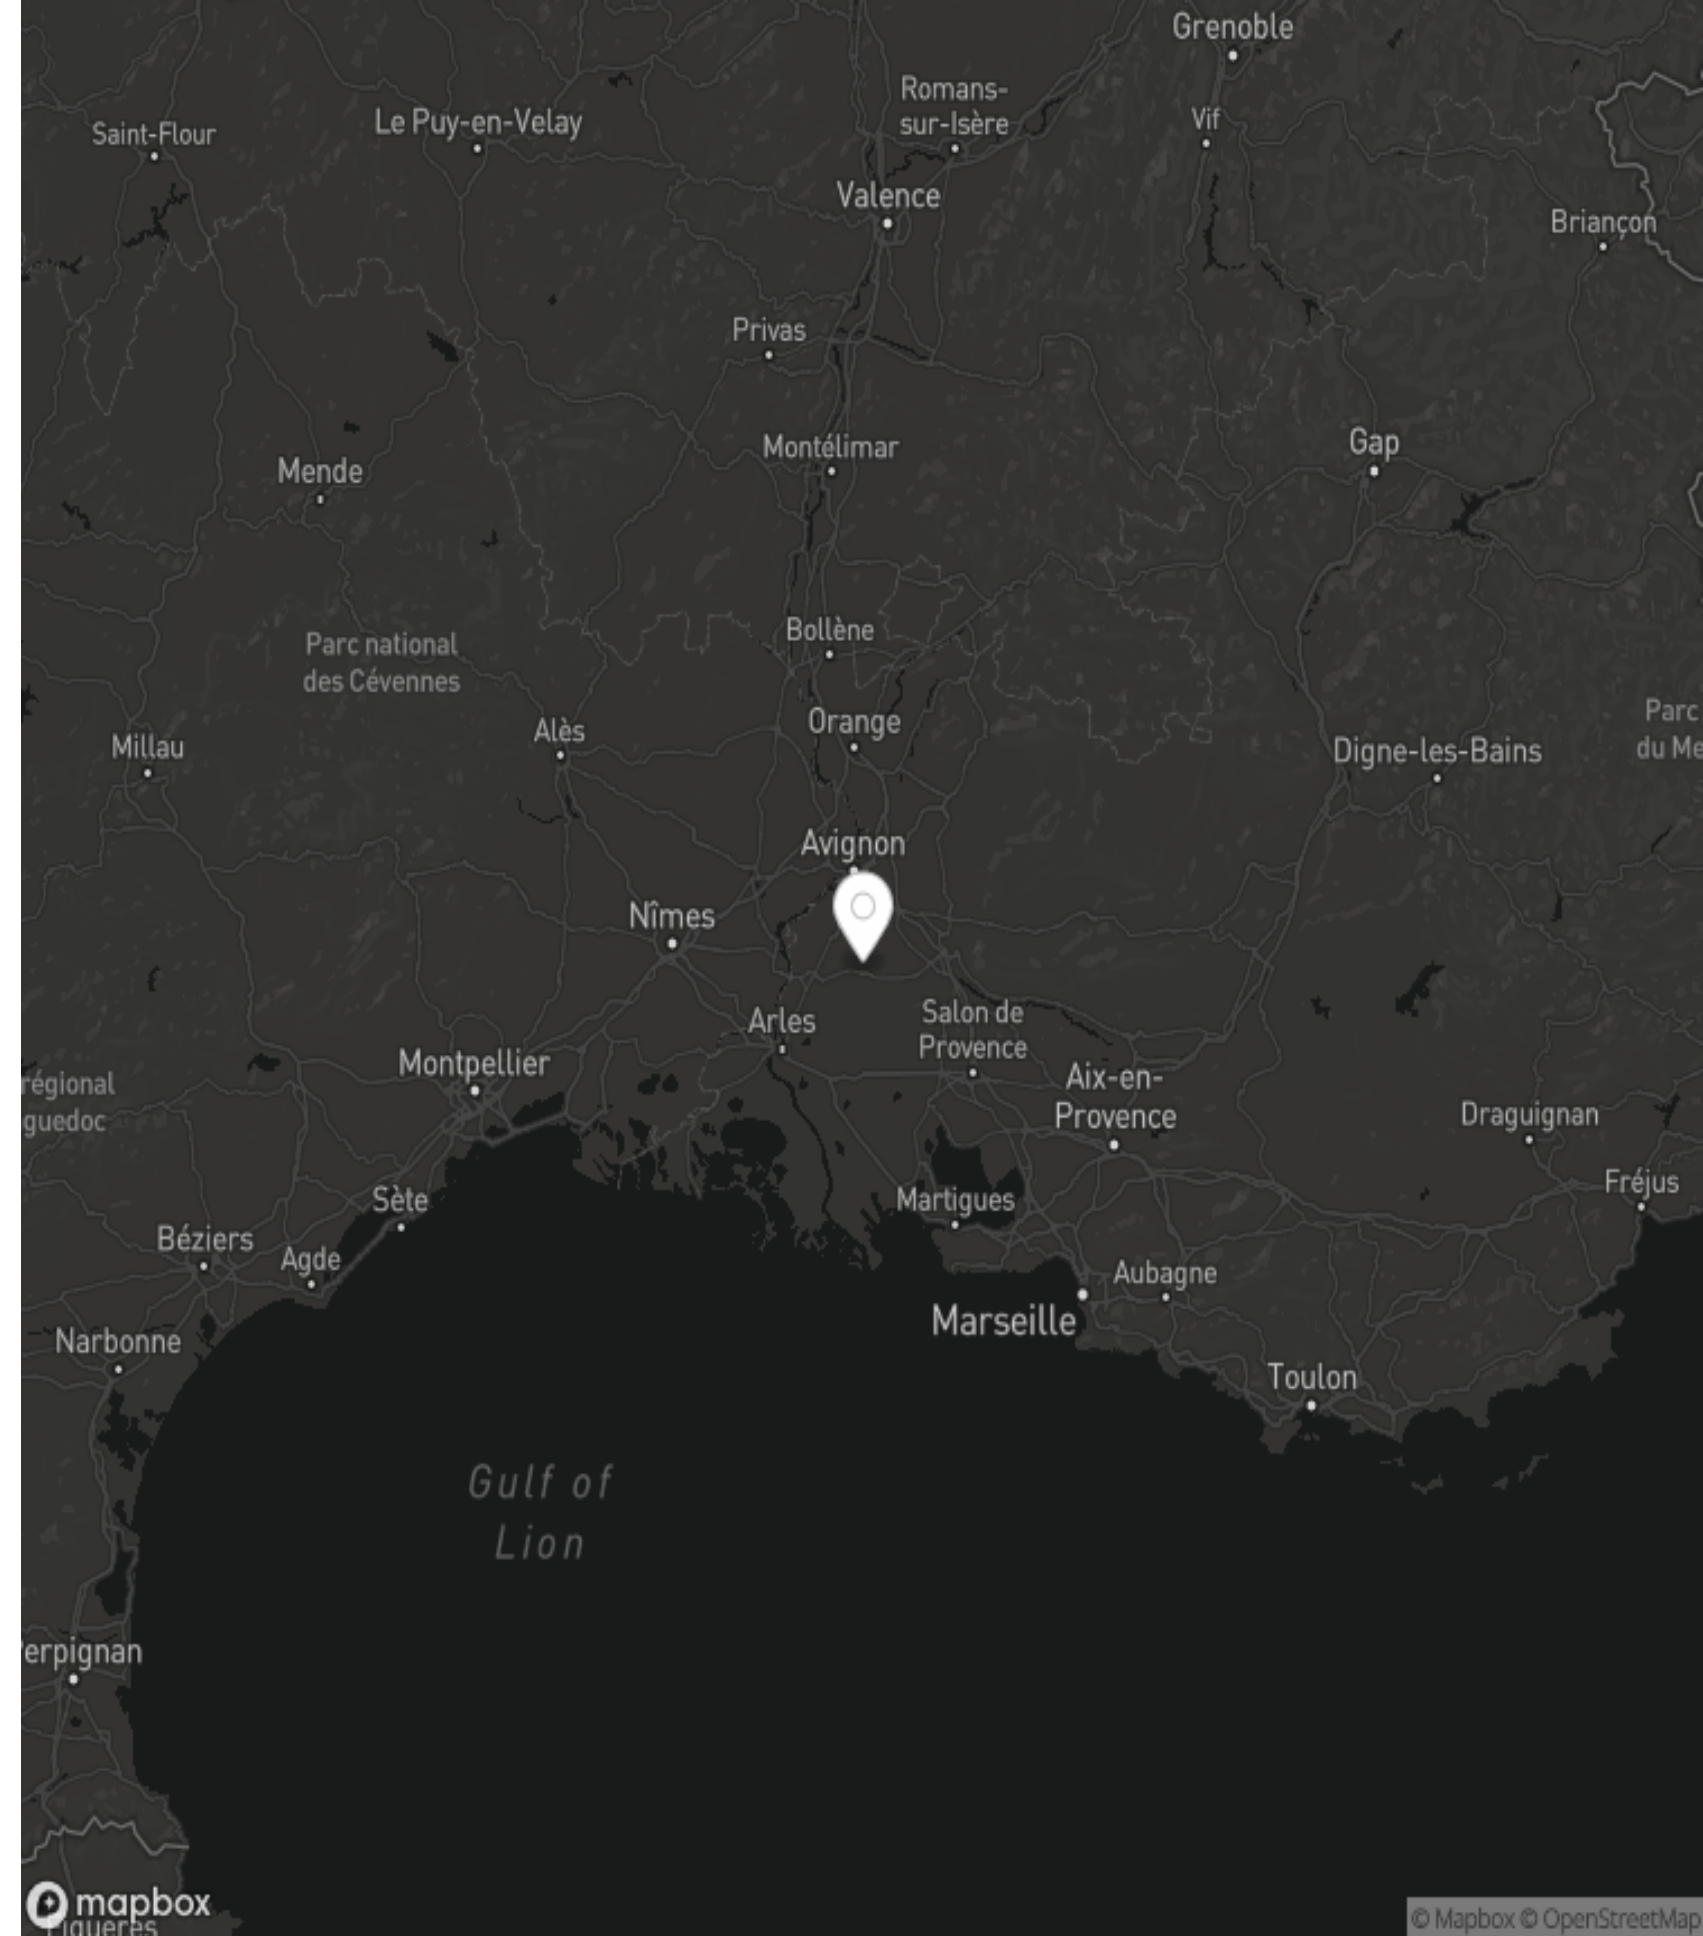 Grenoble
Romans-
sur-Isère
Vif
Saint-Flour
Le Puy-en-Velay
Valence
Briançon
Privas
Montélimar
Gap
Mende
Bollène
Parc national
des Cévennes
Parc
du Me
Orange
Alès
Millau
Digne-les-Bains
Avignon
Nîmes
Arles
Salon de
Provence
Montpellier
Aix-en-
Provence
régional
guedoc
Draguignan
Fréjus
Sète
Martigues
Béziers
Agde
Aubagne
Marseille
Narbonne
Toulon
Gulf of
Lion
erpignan
mapbox
Figueres
© Mapbox © OpenStreetMap